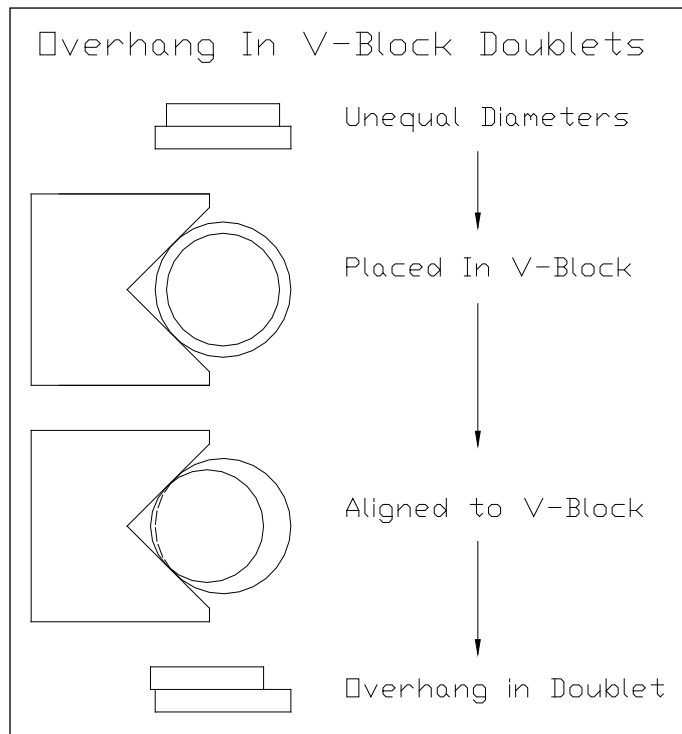 Overhang In V-Block Doublets
Unequal Diameters
Placed In V-Block
Aligned to V-Block
Overhang in Doublet